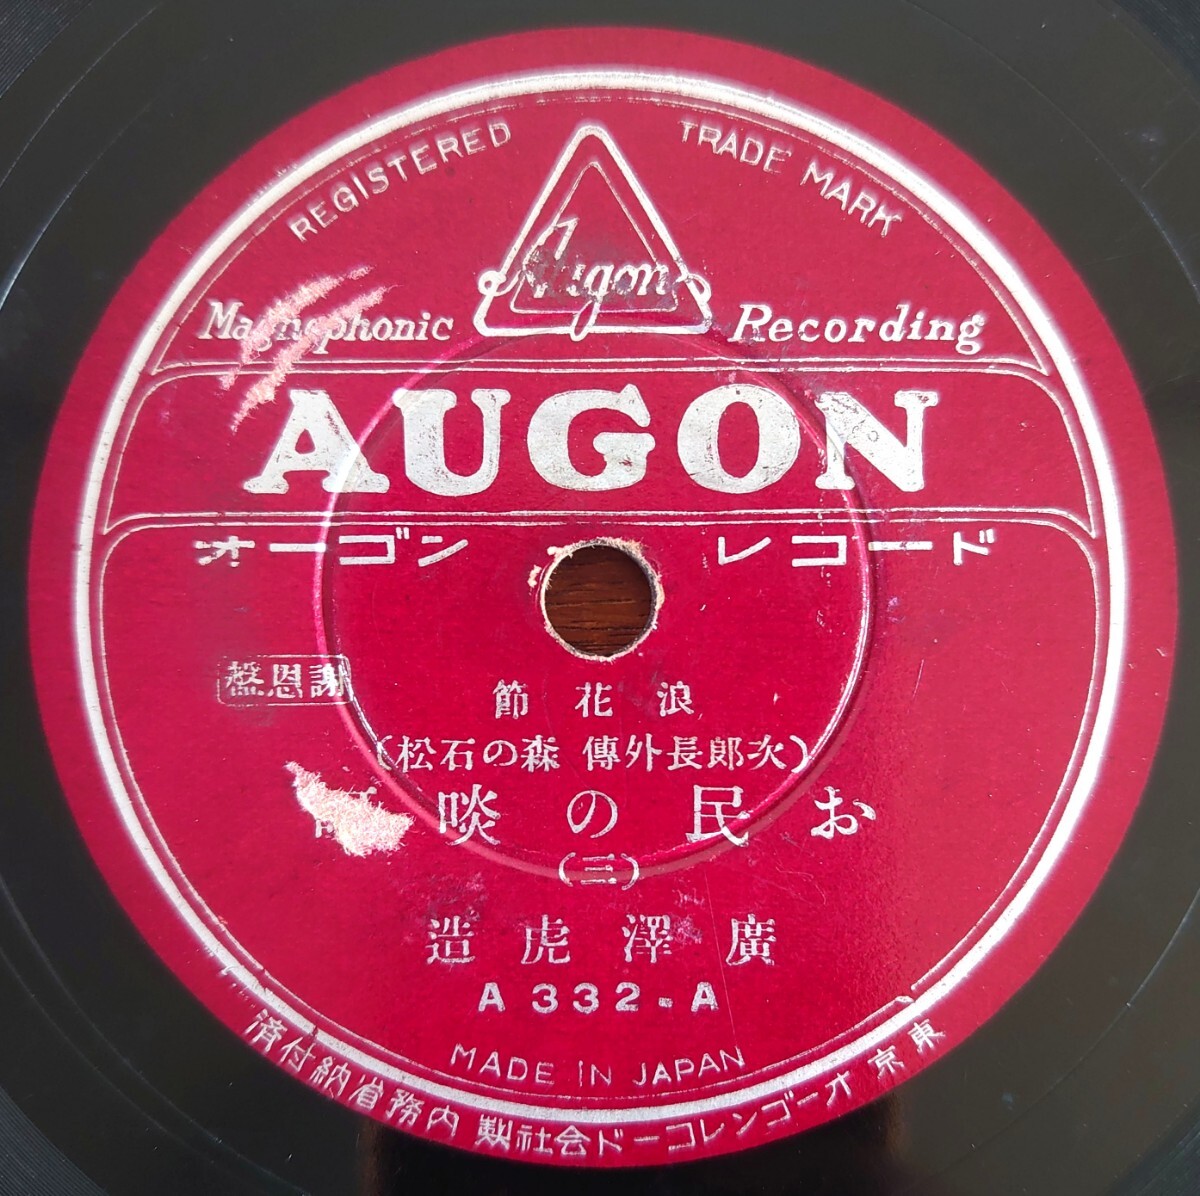 REGISTERED TRADE MARK
Augon
Magnophonic Recording
AUGON
オーゴン レコード
謝恩盤
浪花節
(次郎長外傳 森の石松)
お民の啖
(三)
廣澤虎造
A 332-A
MADE IN JAPAN
東京オーゴンレコード会社製 内務省納付済